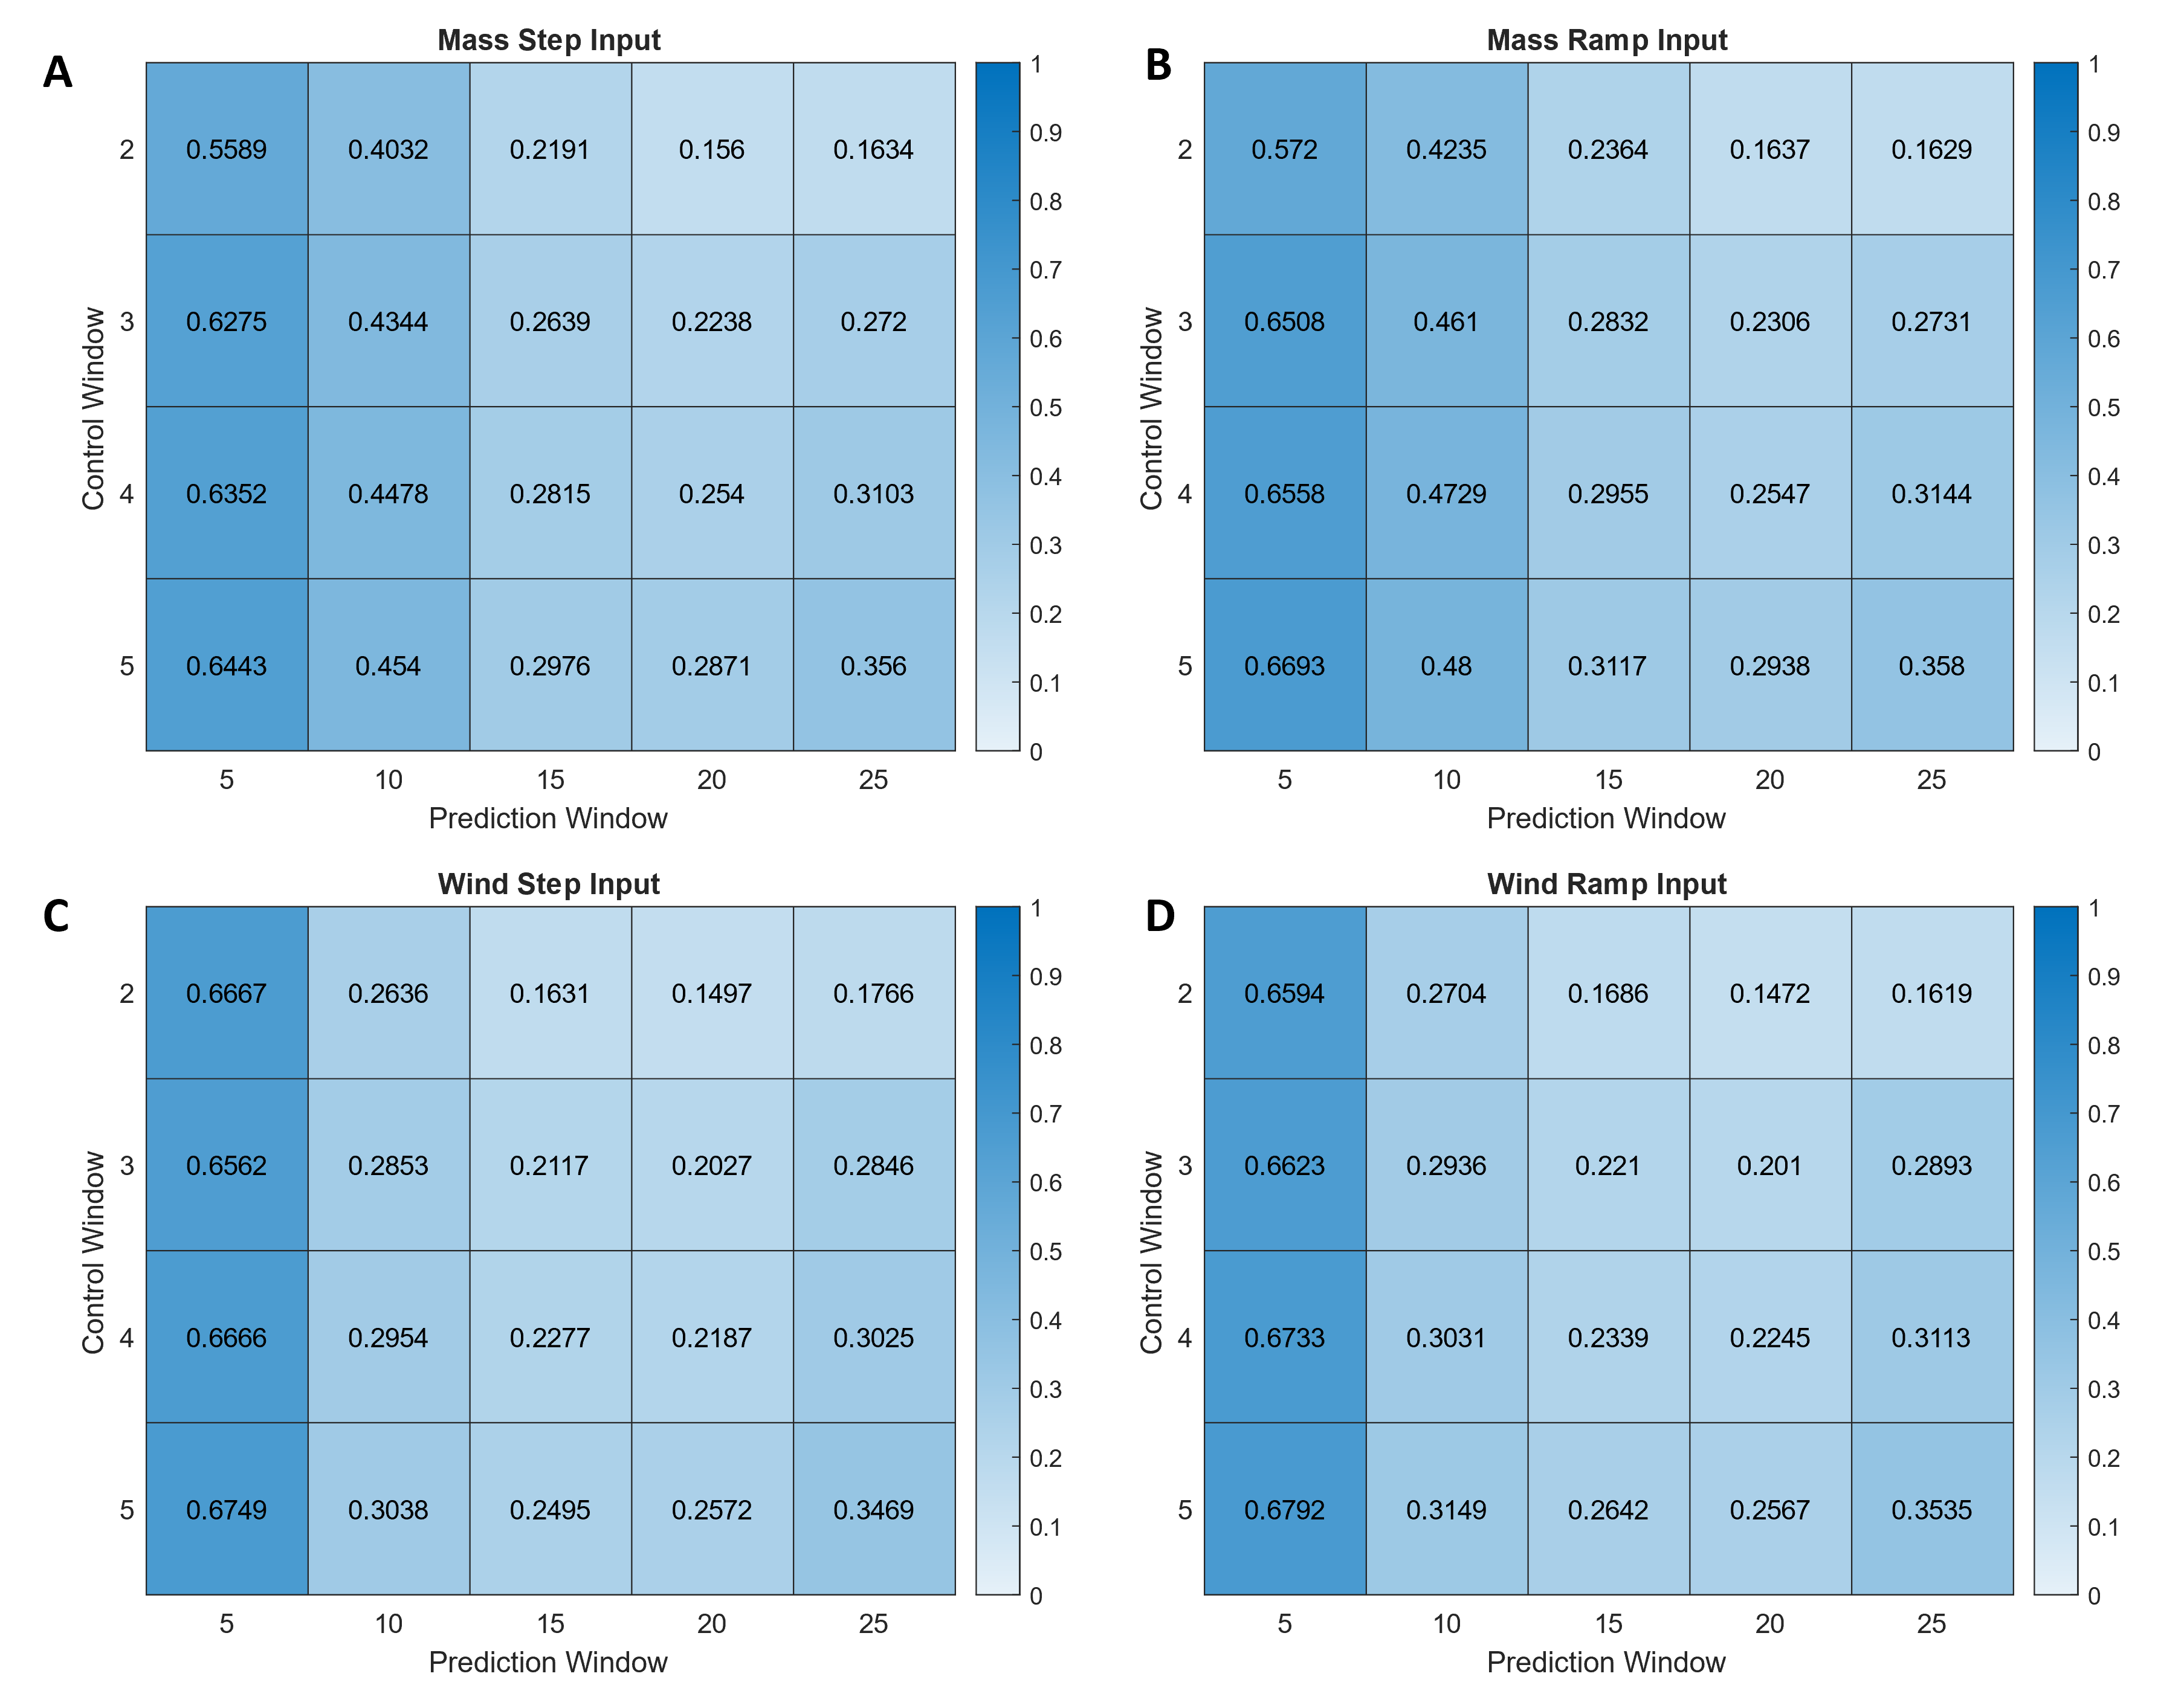 A
Mass Step Input
2 0.5589 0.4032 0.2191 0.156 0.1634
3 0.6275 0.4344 0.2639 0.2238 0.272
4 0.6352 0.4478 0.2815 0.254 0.3103
5 0.6443 0.454 0.2976 0.2871 0.356
5 10 15 20 25
Prediction Window
Control Window
1
0.9
0.8
0.7
0.6
0.5
0.4
0.3
0.2
0.1
0
B
Mass Ramp Input
2 0.572 0.4235 0.2364 0.1637 0.1629
3 0.6508 0.461 0.2832 0.2306 0.2731
4 0.6558 0.4729 0.2955 0.2547 0.3144
5 0.6693 0.48 0.3117 0.2938 0.358
5 10 15 20 25
Prediction Window
Control Window
1
0.9
0.8
0.7
0.6
0.5
0.4
0.3
0.2
0.1
0
C
Wind Step Input
2 0.6667 0.2636 0.1631 0.1497 0.1766
3 0.6562 0.2853 0.2117 0.2027 0.2846
4 0.6666 0.2954 0.2277 0.2187 0.3025
5 0.6749 0.3038 0.2495 0.2572 0.3469
5 10 15 20 25
Prediction Window
Control Window
1
0.9
0.8
0.7
0.6
0.5
0.4
0.3
0.2
0.1
0
D
Wind Ramp Input
2 0.6594 0.2704 0.1686 0.1472 0.1619
3 0.6623 0.2936 0.221 0.201 0.2893
4 0.6733 0.3031 0.2339 0.2245 0.3113
5 0.6792 0.3149 0.2642 0.2567 0.3535
5 10 15 20 25
Prediction Window
Control Window
1
0.9
0.8
0.7
0.6
0.5
0.4
0.3
0.2
0.1
0